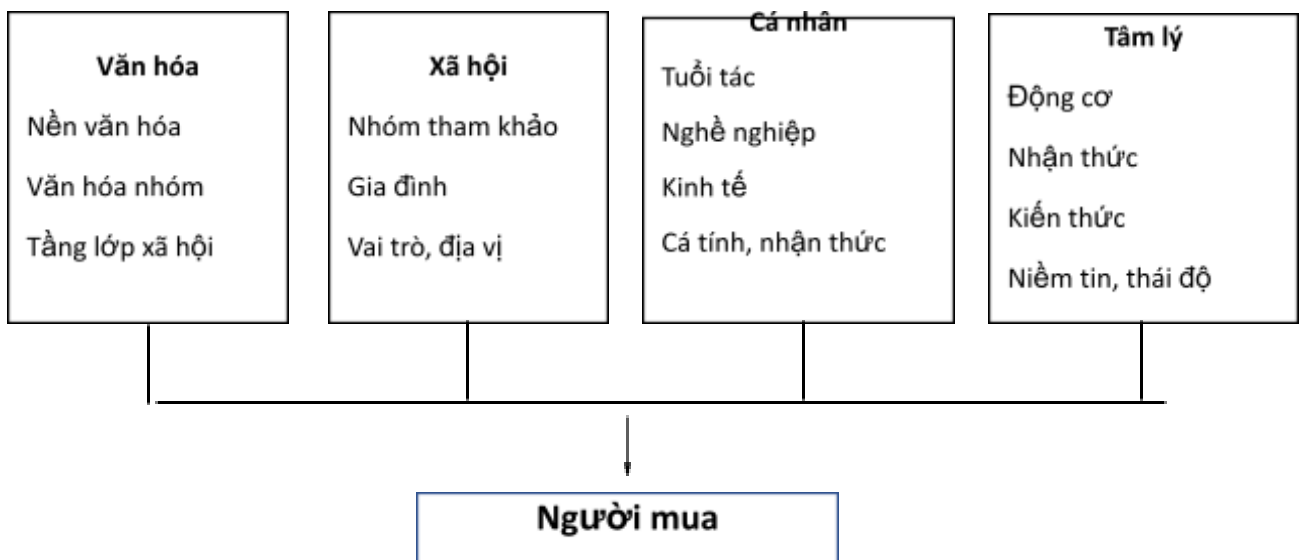 Văn hóa
Nền văn hóa
Văn hóa nhóm
Tầng lớp xã hội
Xã hội
Nhóm tham khảo
Gia đình
Vai trò, địa vị
Cá nhân
Tuổi tác
Nghề nghiệp
Kinh tế
Cá tính, nhận thức
Tâm lý
Động cơ
Nhận thức
Kiến thức
Niềm tin, thái độ
Người mua